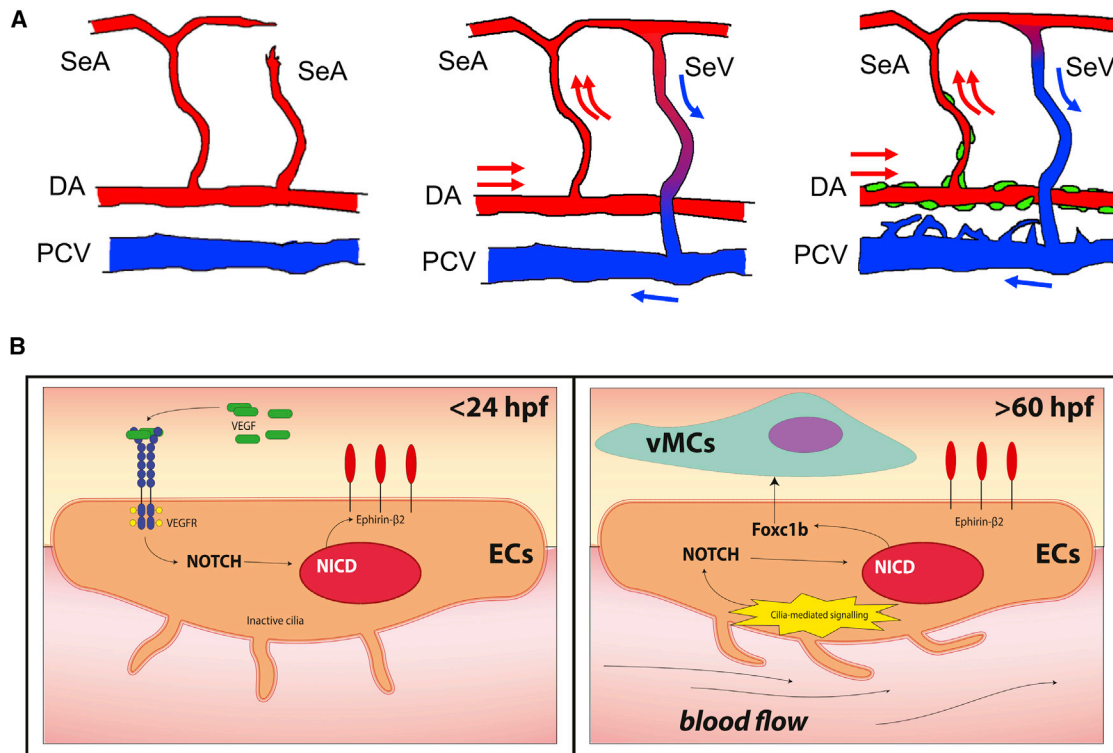 A
SeA
SeA
DA
PCV
SeA
SeV
DA
PCV
SeA
SeV
DA
PCV
B
<24 hpf
VEGF
VEGFR
Ephirin-β2
NOTCH
NICD
ECs
Inactive cilia
>60 hpf
vMCs
Ephirin-β2
Foxc1b
NOTCH
NICD
ECs
Cilia-mediated signalling
blood flow